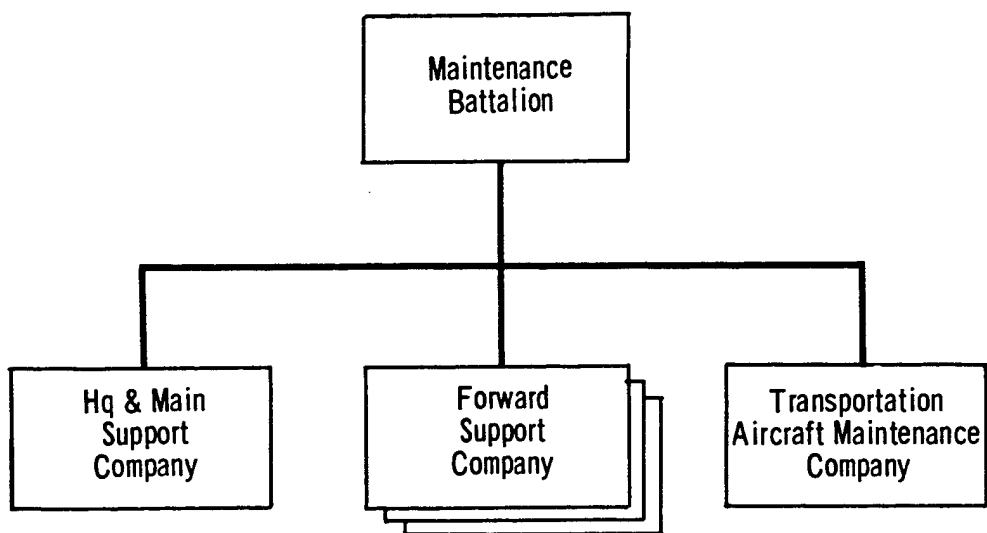 Maintenance
Battalion
Hq & Main
Support
Company
Forward
Support
Company
Transportation
Aircraft Maintenance
Company